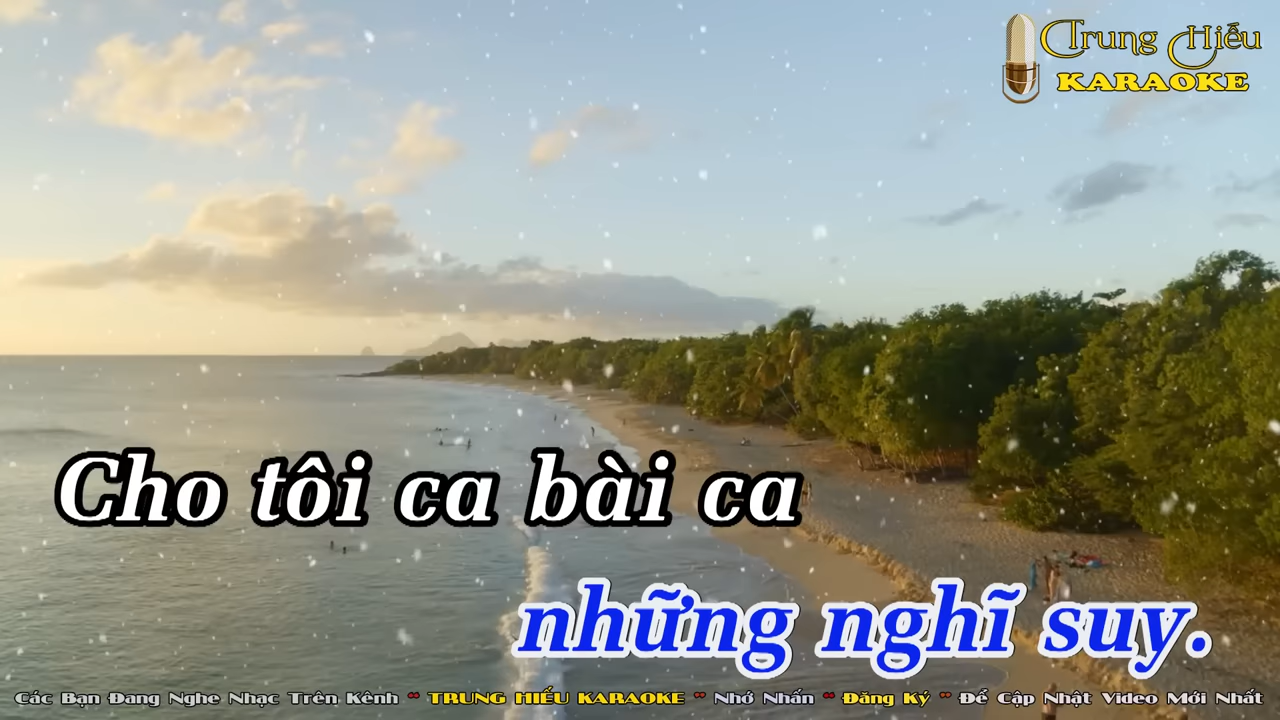 Trung Hiếu
KARAOKE
Cho tôi ca bài ca
những nghĩ suy.
Các Bạn Đang Nghe Nhạc Trên Kênh " TRUNG HIẾU KARAOKE " Nhớ Nhấn " Đăng Ký " Để Cập Nhật Video Mới Nhất